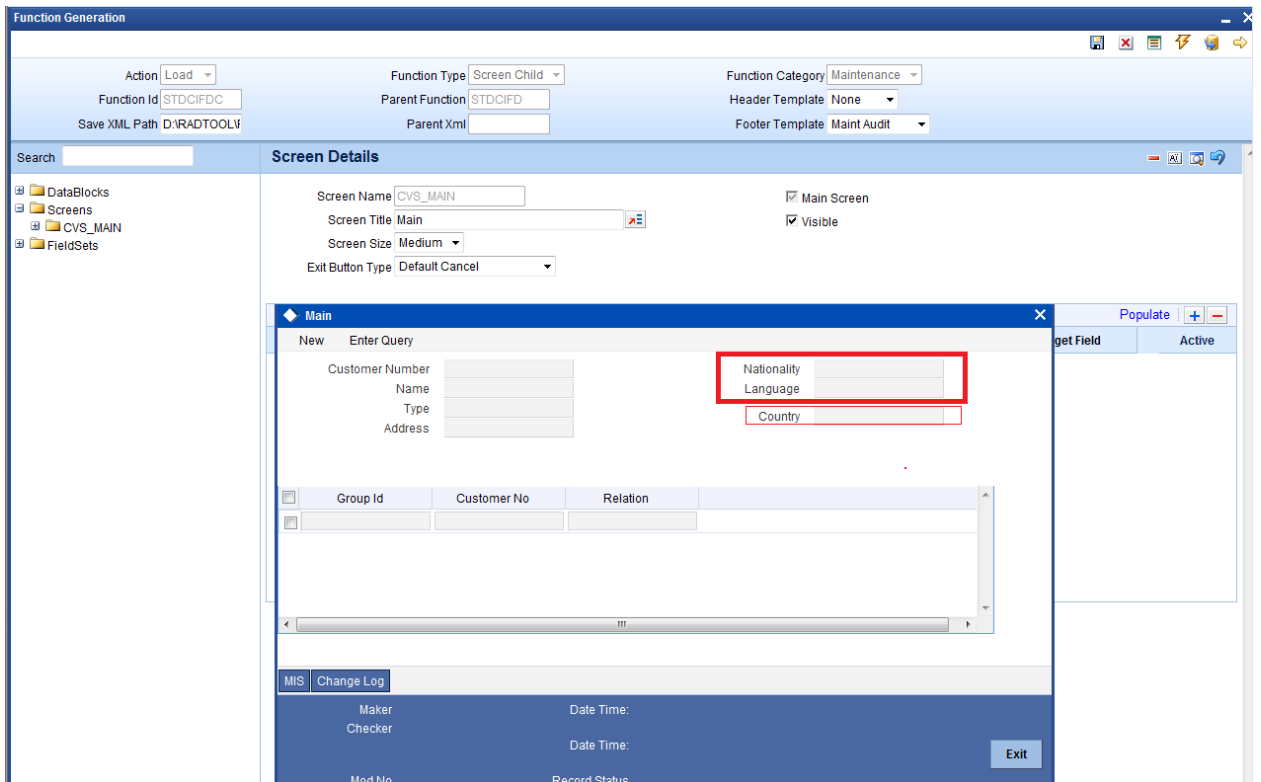 Function Generation
Action Load Function Type Screen Child Function Category Maintenance
Function Id STDCIFDC Parent Function STDCIFD Header Template None
Save XML Path D:\RADTOOL\ Parent Xml Footer Template Maint Audit
Search Screen Details
DataBlocks
Screens
CVS_MAIN
FieldSets
Screen Name CVS_MAIN Main Screen
Screen Title Main Visible
Screen Size Medium
Exit Button Type Default Cancel
Populate
get Field Active
Main
New Enter Query
Customer Number Nationality
Name Language
Type Country
Address
Group Id Customer No Relation
MIS Change Log
Maker Date Time:
Checker
Date Time:
Exit
Mod No Record Status